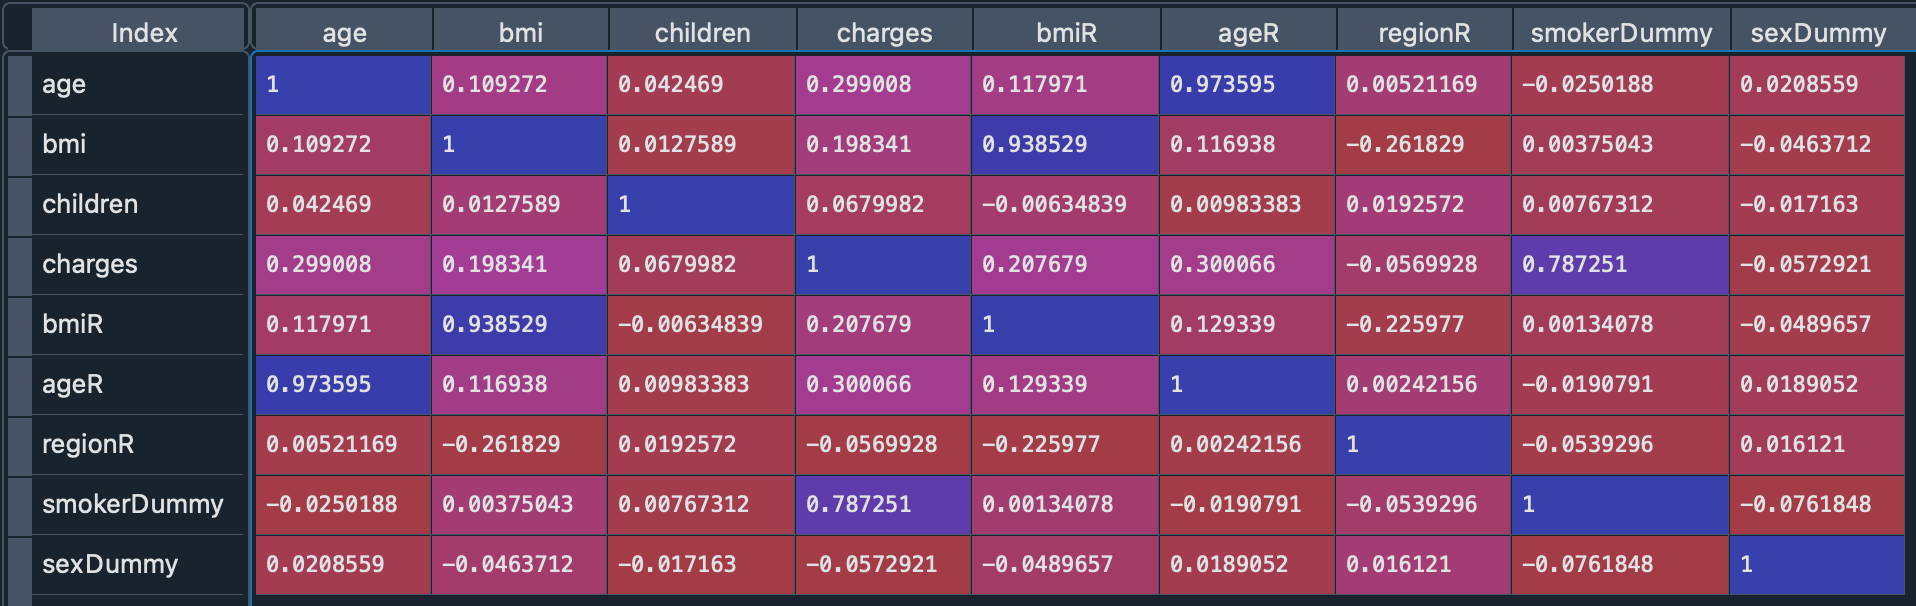 Index age bmi children charges bmiR ageR regionR smokerDummy sexDummy
age 1 0.109272 0.042469 0.299008 0.117971 0.973595 0.00521169 −0.0250188 0.0208559
bmi 0.109272 1 0.0127589 0.198341 0.938529 0.116938 −0.261829 0.00375043 −0.0463712
children 0.042469 0.0127589 1 0.0679982 −0.00634839 0.00983383 0.0192572 0.00767312 −0.017163
charges 0.299008 0.198341 0.0679982 1 0.207679 0.300066 −0.0569928 0.787251 −0.0572921
bmiR 0.117971 0.938529 −0.00634839 0.207679 1 0.129339 −0.225977 0.00134078 −0.0489657
ageR 0.973595 0.116938 0.00983383 0.300066 0.129339 1 0.00242156 −0.0190791 0.0189052
regionR 0.00521169 −0.261829 0.0192572 −0.0569928 −0.225977 0.00242156 1 −0.0539296 0.016121
smokerDummy −0.0250188 0.00375043 0.00767312 0.787251 0.00134078 −0.0190791 −0.0539296 1 −0.0761848
sexDummy 0.0208559 −0.0463712 −0.017163 −0.0572921 −0.0489657 0.0189052 0.016121 −0.0761848 1